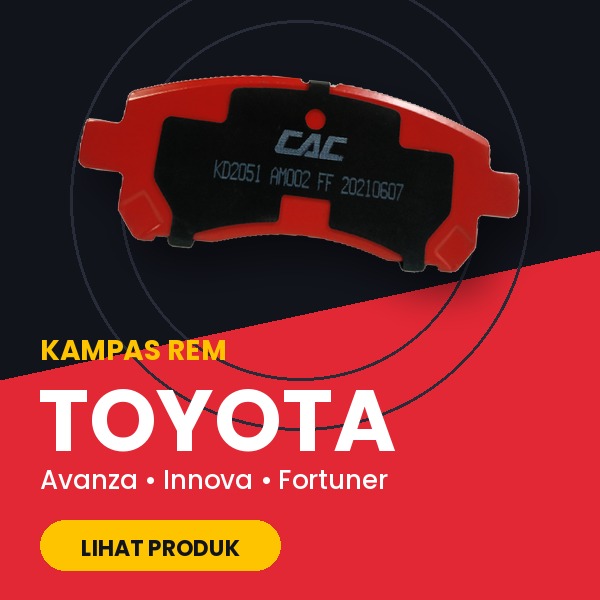 CAC
KD2051 AM002 FF 20210607
KAMPAS REM
TOYOTA
Avanza • Innova • Fortuner
LIHAT PRODUK